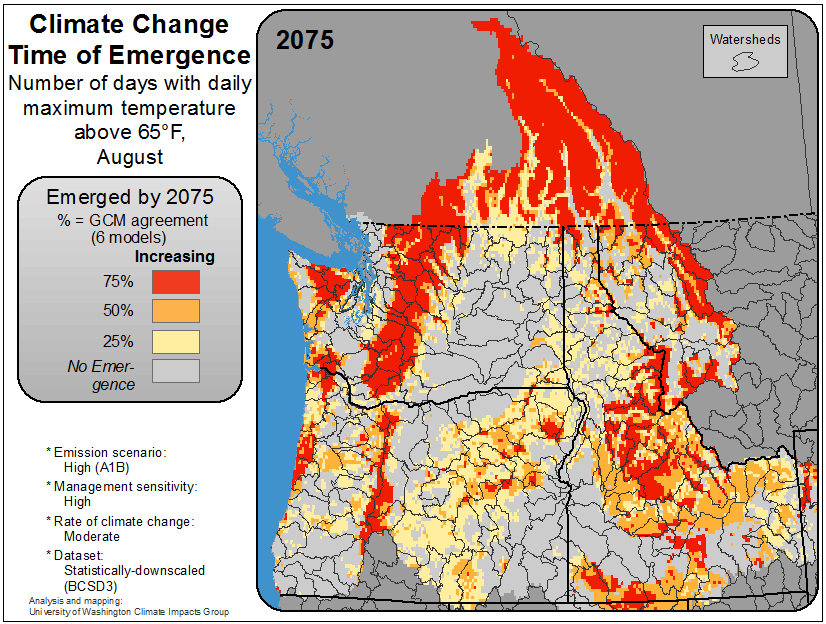 Climate Change
Time of Emergence
Number of days with daily
maximum temperature
above 65°F,
August
Emerged by 2075
% = GCM agreement
(6 models)
Increasing
75%
50%
25%
No Emer-
gence
* Emission scenario:
High (A1B)
* Management sensitivity:
High
* Rate of climate change:
Moderate
* Dataset:
Statistically-downscaled
(BCSD3)
Analysis and mapping:
University of Washington Climate Impacts Group
2075
Watersheds